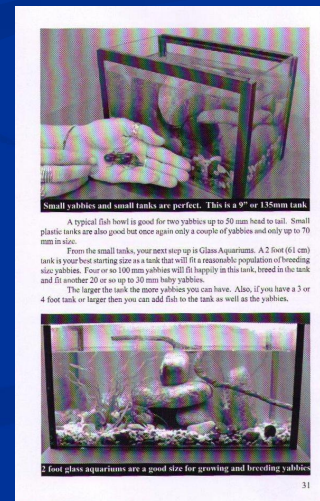 Small yabbies and small tanks are perfect. This is a 9" or 135mm tank
A typical fish bowl is good for two yabbies up to 50 mm head to tail. Small
plastic tanks are also good but once again only a couple of yabbies and only up to 70
mm in size.
From the small tanks, your next step up is Glass Aquariums. A 2 foot (61 cm)
tank is your best starting size as a tank that will fit a reasonable population of breeding
size yabbies. Four or so 100 mm yabbies will fit happily in this tank, breed in the tank
and fit another 20 or so up to 30 mm baby yabbies.
The larger the tank the more yabbies you can have. Also, if you have a 3 or
4 foot tank or larger then you can add fish to the tank as well as the yabbies.
2 foot glass aquariums are a good size for growing and breeding yabbies
31